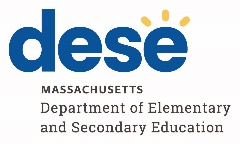 dese
MASSACHUSETTS
Department of Elementary
and Secondary Education